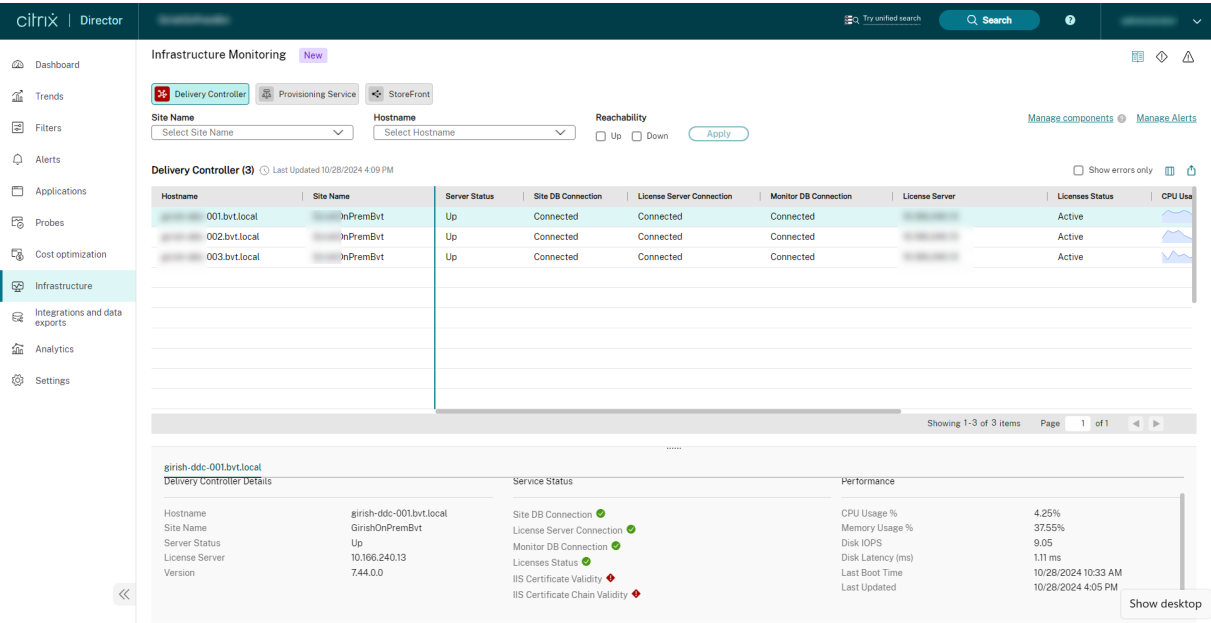 citrix | Director
Try unified search
Search
?
Dashboard
Trends
Filters
Alerts
Applications
Probes
Cost optimization
Infrastructure
Integrations and data
exports
Analytics
Settings
Infrastructure Monitoring New
Delivery Controller Provisioning Service StoreFront
Site Name Hostname Reachability
Select Site Name Select Hostname Up Down Apply
Manage components Manage Alerts
Delivery Controller (3) Last Updated 10/28/2024 4:09 PM Show errors only
Hostname Site Name Server Status Site DB Connection License Server Connection Monitor DB Connection License Server Licenses Status CPU Usa
001.bvt.local nPremBvt Up Connected Connected Connected Active
002.bvt.local nPremBvt Up Connected Connected Connected Active
003.bvt.local nPremBvt Up Connected Connected Connected Active
Showing 1-3 of 3 items Page 1 of 1
girish-ddc-001.bvt.local
Delivery Controller Details Service Status Performance
Hostname girish-ddc-001.bvt.local
Site Name GirishOnPremBvt
Server Status Up
License Server 10.166.240.13
Version 7.44.0.0
Site DB Connection
License Server Connection
Monitor DB Connection
Licenses Status
IIS Certificate Validity
IIS Certificate Chain Validity
CPU Usage % 4.25%
Memory Usage % 37.55%
Disk IOPS 9.05
Disk Latency (ms) 1.11 ms
Last Boot Time 10/28/2024 10:33 AM
Last Updated 10/28/2024 4:05 PM
Show desktop